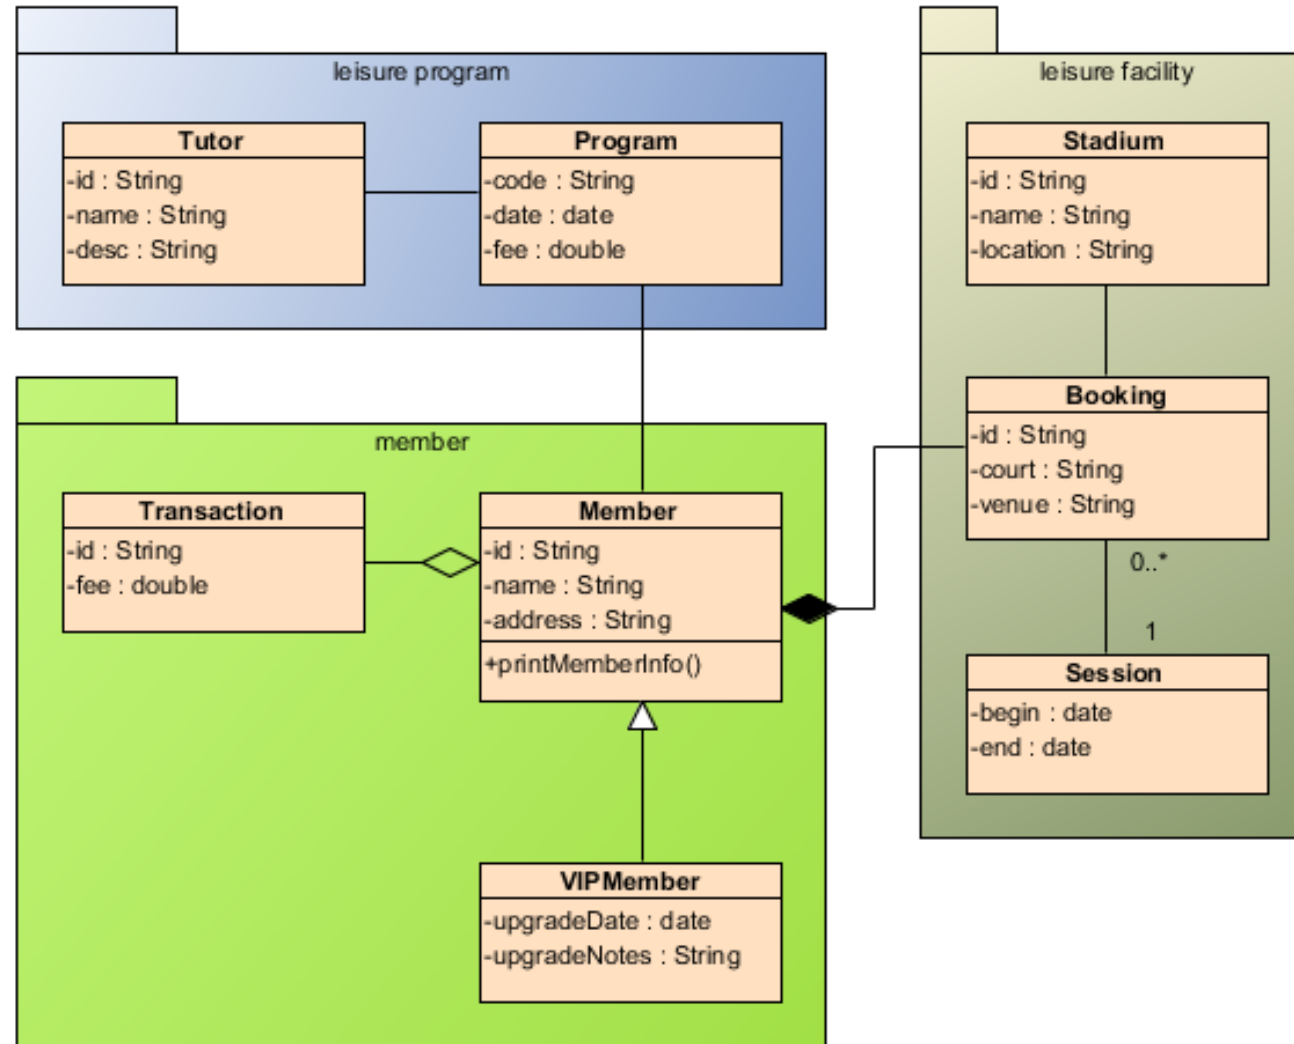 leisure program
Tutor
-id : String
-name : String
-desc : String
Program
-code : String
-date : date
-fee : double
member
Transaction
-id : String
-fee : double
Member
-id : String
-name : String
-address : String
+printMemberInfo()
VIPMember
-upgradeDate : date
-upgradeNotes : String
leisure facility
Stadium
-id : String
-name : String
-location : String
Booking
-id : String
-court : String
-venue : String
0..*
1
Session
-begin : date
-end : date